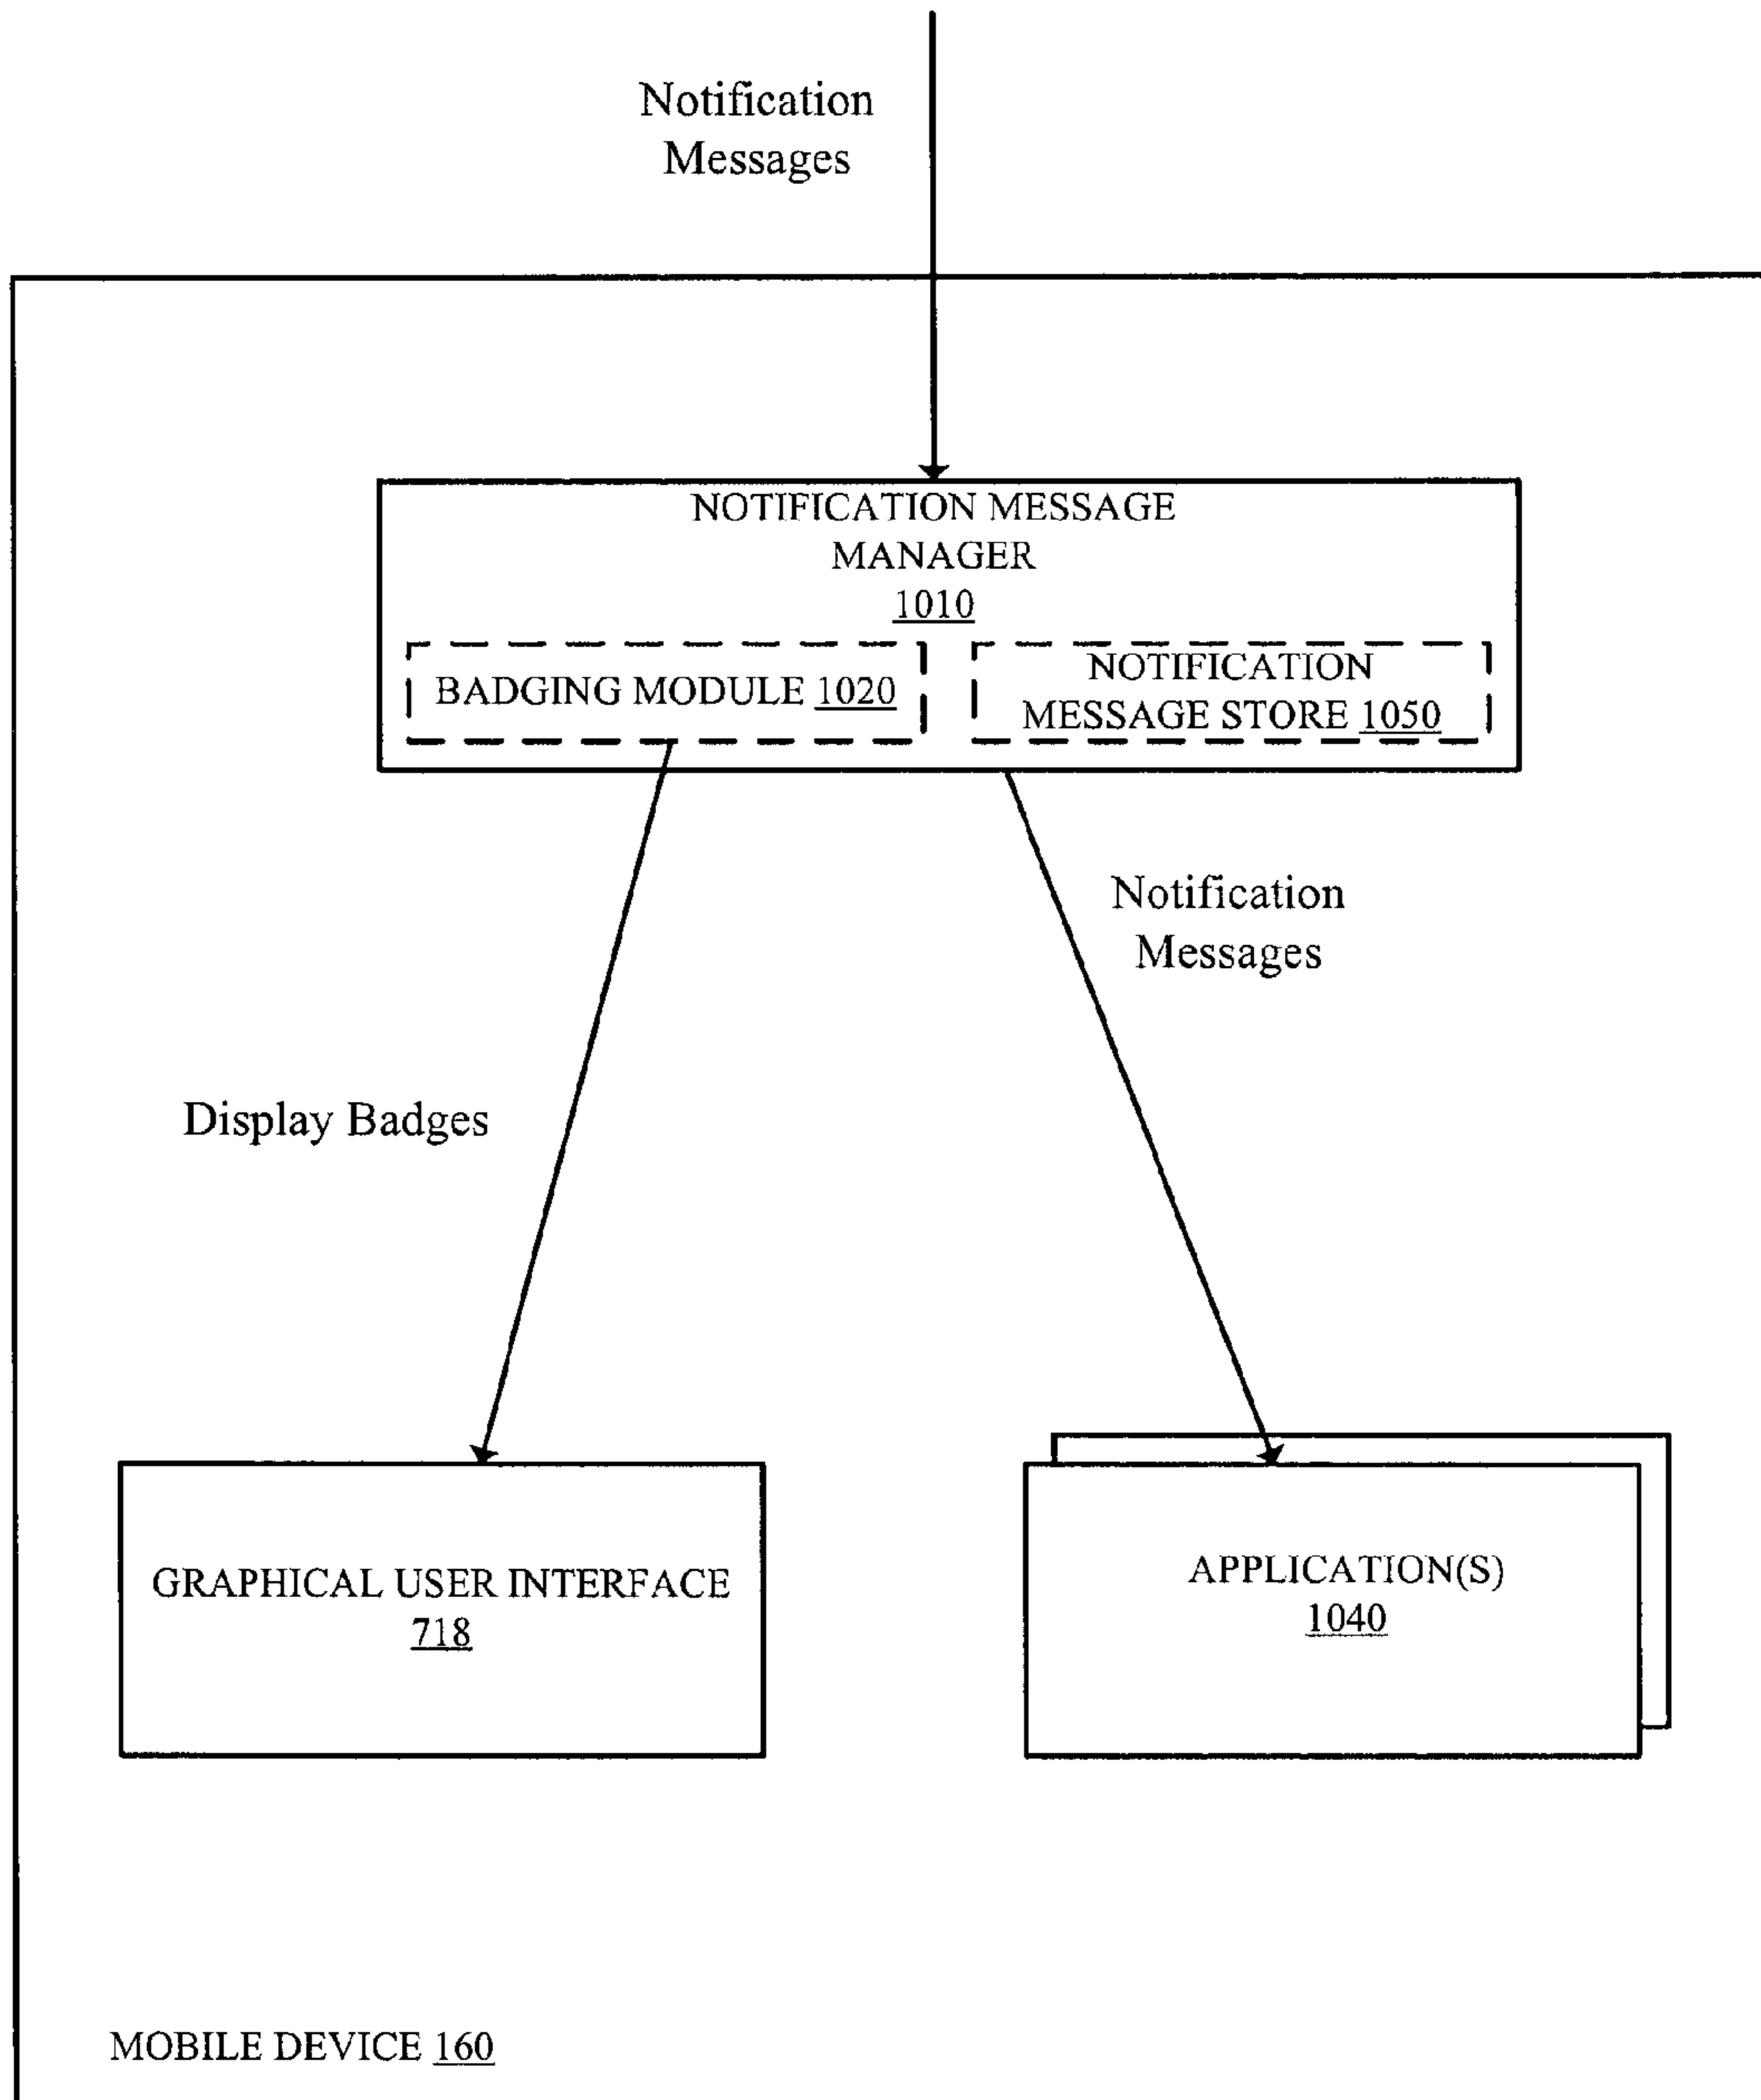 Notification
Messages
NOTIFICATION MESSAGE
MANAGER
1010
BADGING MODULE 1020
NOTIFICATION
MESSAGE STORE 1050
Notification
Messages
Display Badges
GRAPHICAL USER INTERFACE
718
APPLICATION(S)
1040
MOBILE DEVICE 160